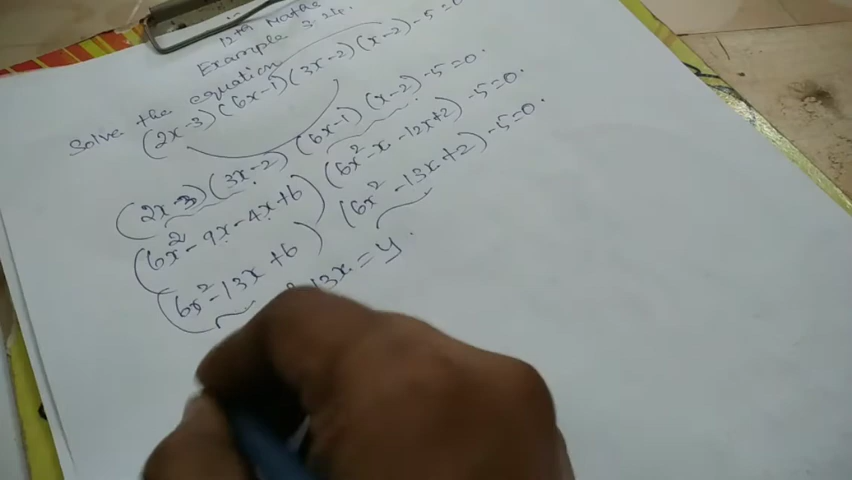 12th Maths
Example 3.24.
Solve the equation
(2x-3)(6x-1)(3x-2)(x-2)-5=0
(2x-3)(3x-2)(6x-1)(x-2)-5=0.
(6x²-9x-4x+6)(6x²-x-12x+2)-5=0.
(6x²-13x+6)(6x²-13x+2)-5=0.
13x=y.